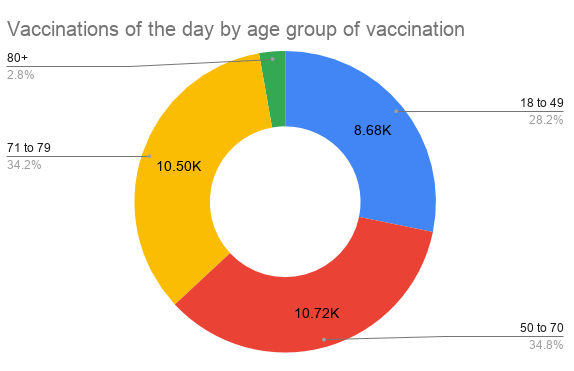 Vaccinations of the day by age group of vaccination
80+
2.8%
18 to 49
28.2%
8.68K
71 to 79
34.2%
10.50K
10.72K
50 to 70
34.8%